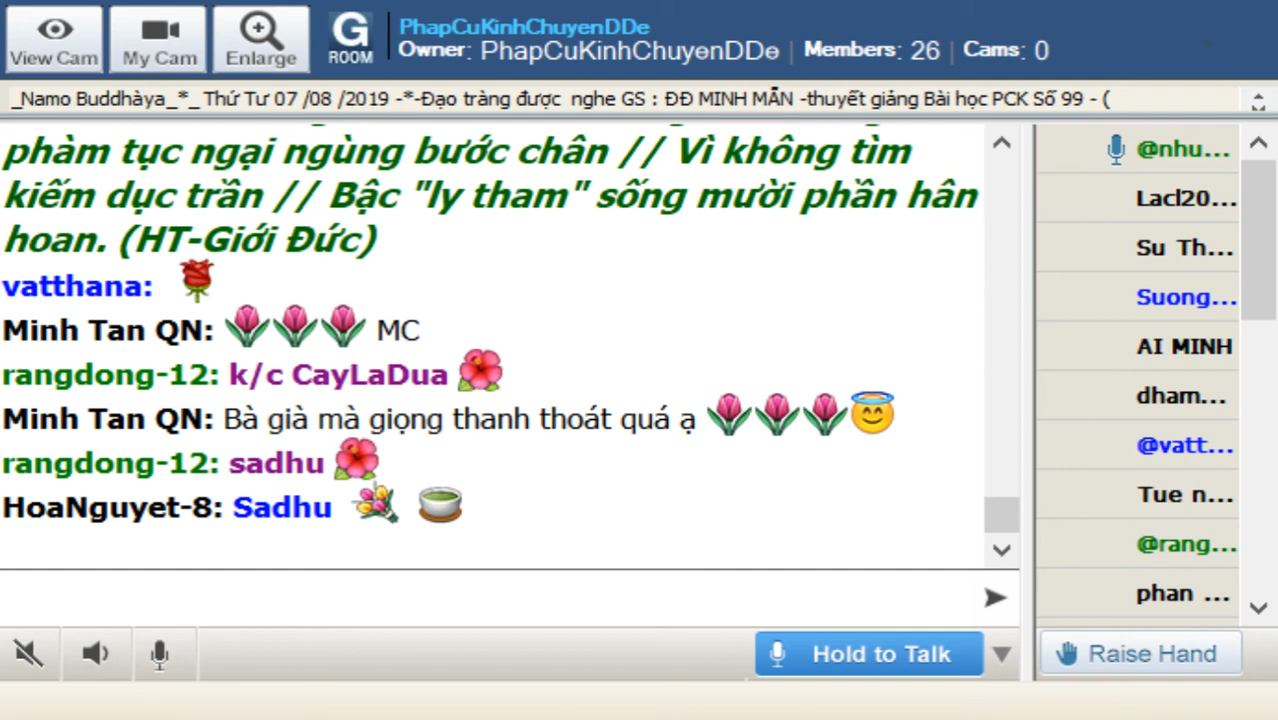 View Cam
My Cam
Enlarge
G
ROOM
PhapCuKinhChuyenDDe
Owner: PhapCuKinhChuyenDDe | Members: 26 | Cams: 0
_Namo Buddhàya_*_ Thứ Tư 07 /08 /2019 -*-Đạo tràng được nghe GS : ĐĐ MINH MẪN -thuyết giảng Bài học PCK Số 99 - (
phàm tục ngại ngùng bước chân // Vì không tìm
kiếm dục trần // Bậc "ly tham" sống mười phần hân
hoan. (HT-Giới Đức)
vatthana:
Minh Tan QN: MC
rangdong-12: k/c CayLaDua
Minh Tan QN: Bà già mà giọng thanh thoát quá ạ
rangdong-12: sadhu
HoaNguyet-8: Sadhu
@nhu...
Lacl20...
Su Th...
Suong...
AI MINH
dham...
@vatt...
Tue n...
@rang...
phan ...
Hold to Talk
Raise Hand